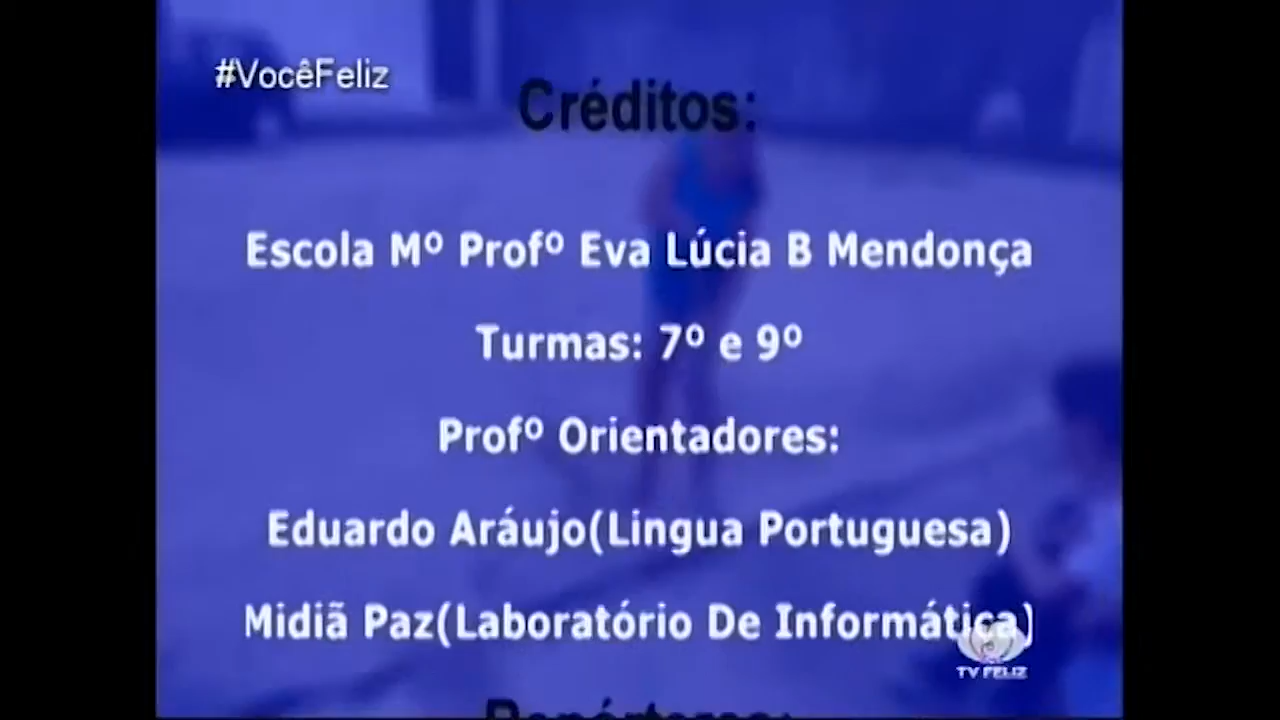 #VocêFeliz
Créditos:
Escola Mº Profº Eva Lúcia B Mendonça
Turmas: 7º e 9º
Profº Orientadores:
Eduardo Aráujo(Lingua Portuguesa)
Midiã Paz(Laboratório De Informática)
TV FELIZ